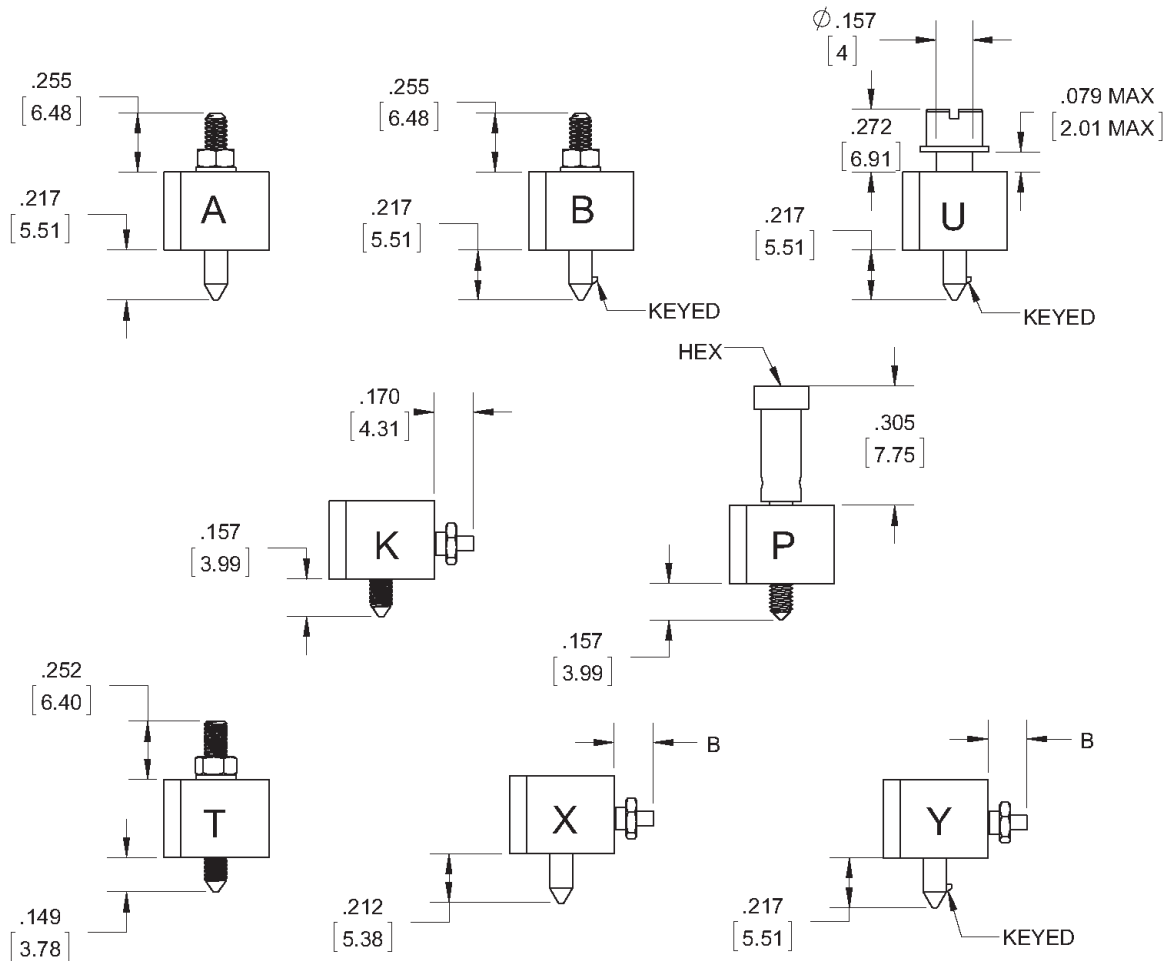 Ø .157
[4]
.255
[6.48]
.255
[6.48]
.079 MAX
[2.01 MAX]
.272
[6.91]
A
B
U
.217
[5.51]
.217
[5.51]
.217
[5.51]
KEYED
KEYED
HEX
.170
[4.31]
.305
[7.75]
K
P
.157
[3.99]
.157
[3.99]
.252
[6.40]
B
B
T
X
Y
.149
[3.78]
.212
[5.38]
.217
[5.51]
KEYED